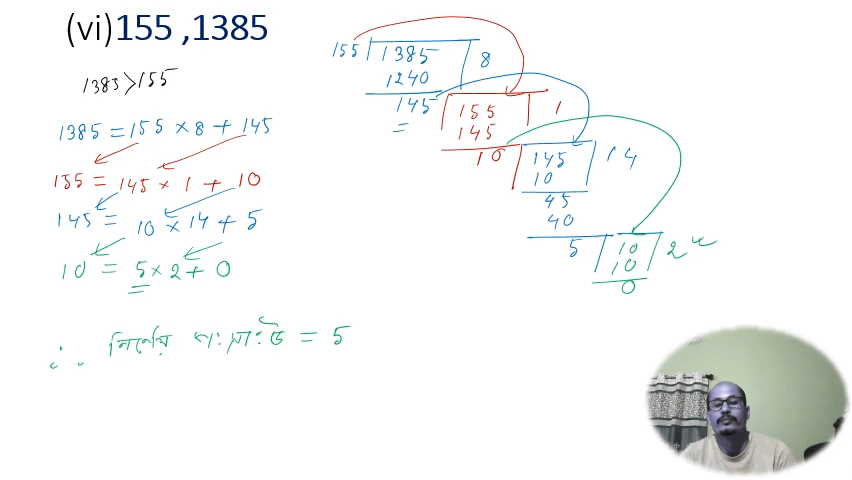 (vi)155 ,1385
1385>155
1385 = 155 × 8 + 145
155 = 145 × 1 + 10
145 = 10 × 14 + 5
10 = 5 × 2 + 0
∴ নির্ণেয় গ:সা:উ = 5
155 1385 8
1240
145 155 1
145
10 145 14
10
45
40
5 10 2
10
0